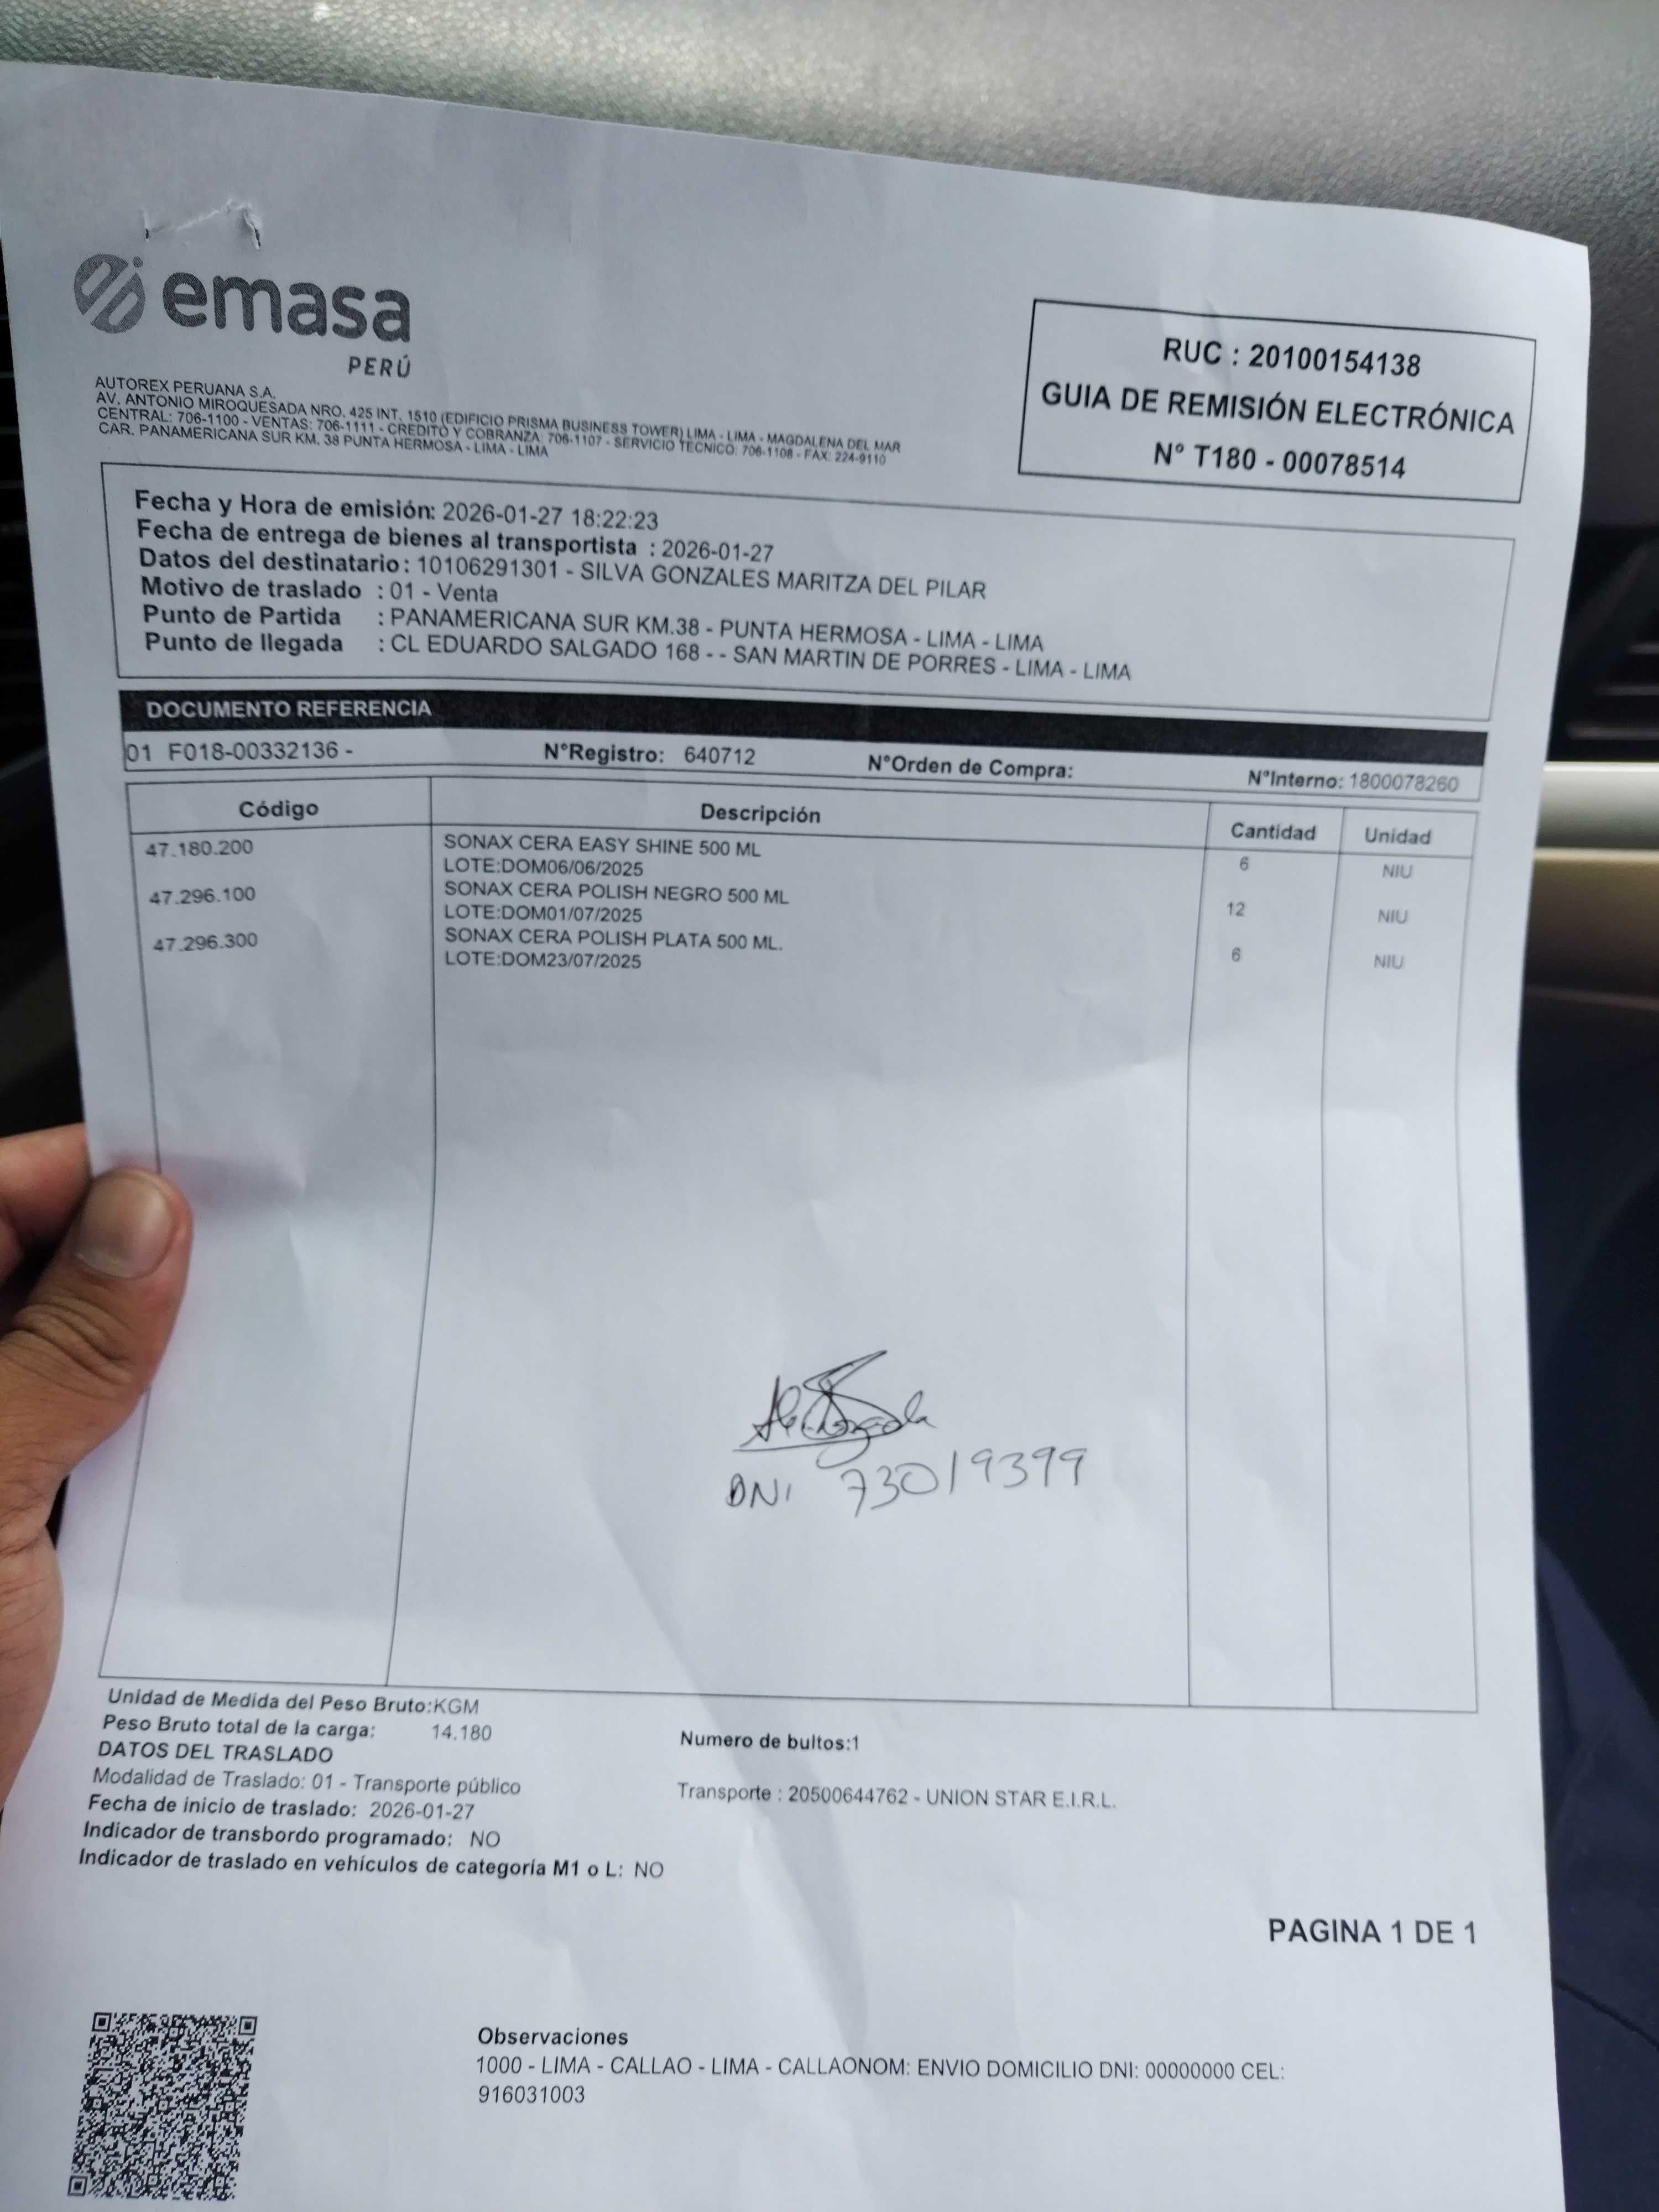 emasa
PERÚ
AUTOREX PERUANA S.A.
AV. ANTONIO MIROQUESADA NRO. 425 INT. 1510 (EDIFICIO PRISMA BUSINESS TOWER) LIMA - LIMA - MAGDALENA DEL MAR
CENTRAL: 706-1100 - VENTAS: 706-1111 - CREDITO Y COBRANZA: 706-1107 - SERVICIO TECNICO: 706-1108 - FAX: 224-9110
CAR. PANAMERICANA SUR KM. 38 PUNTA HERMOSA - LIMA - LIMA
RUC : 20100154138
GUIA DE REMISIÓN ELECTRÓNICA
N° T180 - 00078514
Fecha y Hora de emisión: 2026-01-27 18:22:23
Fecha de entrega de bienes al transportista : 2026-01-27
Datos del destinatario : 10106291301 - SILVA GONZALES MARITZA DEL PILAR
Motivo de traslado : 01 - Venta
Punto de Partida : PANAMERICANA SUR KM.38 - PUNTA HERMOSA - LIMA - LIMA
Punto de llegada : CL EDUARDO SALGADO 168 - - SAN MARTIN DE PORRES - LIMA - LIMA
DOCUMENTO REFERENCIA
01 F018-00332136 - N°Registro: 640712 N°Orden de Compra: N°Interno: 1800078260
Código Descripción Cantidad Unidad
47.180.200 SONAX CERA EASY SHINE 500 ML 6 NIU
LOTE:DOM06/06/2025
47.296.100 SONAX CERA POLISH NEGRO 500 ML 12 NIU
LOTE:DOM01/07/2025
47.296.300 SONAX CERA POLISH PLATA 500 ML. 6 NIU
LOTE:DOM23/07/2025
DNI 73019399
Unidad de Medida del Peso Bruto:KGM
Peso Bruto total de la carga: 14.180 Numero de bultos:1
DATOS DEL TRASLADO
Modalidad de Traslado: 01 - Transporte público Transporte : 20500644762 - UNION STAR E.I.R.L.
Fecha de inicio de traslado: 2026-01-27
Indicador de transbordo programado: NO
Indicador de traslado en vehículos de categoría M1 o L: NO
PAGINA 1 DE 1
Observaciones
1000 - LIMA - CALLAO - LIMA - CALLAONOM: ENVIO DOMICILIO DNI: 00000000 CEL:
916031003